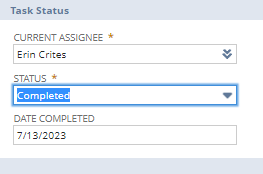 Task Status
CURRENT ASSIGNEE *
Erin Crites
STATUS *
Completed
DATE COMPLETED
7/13/2023